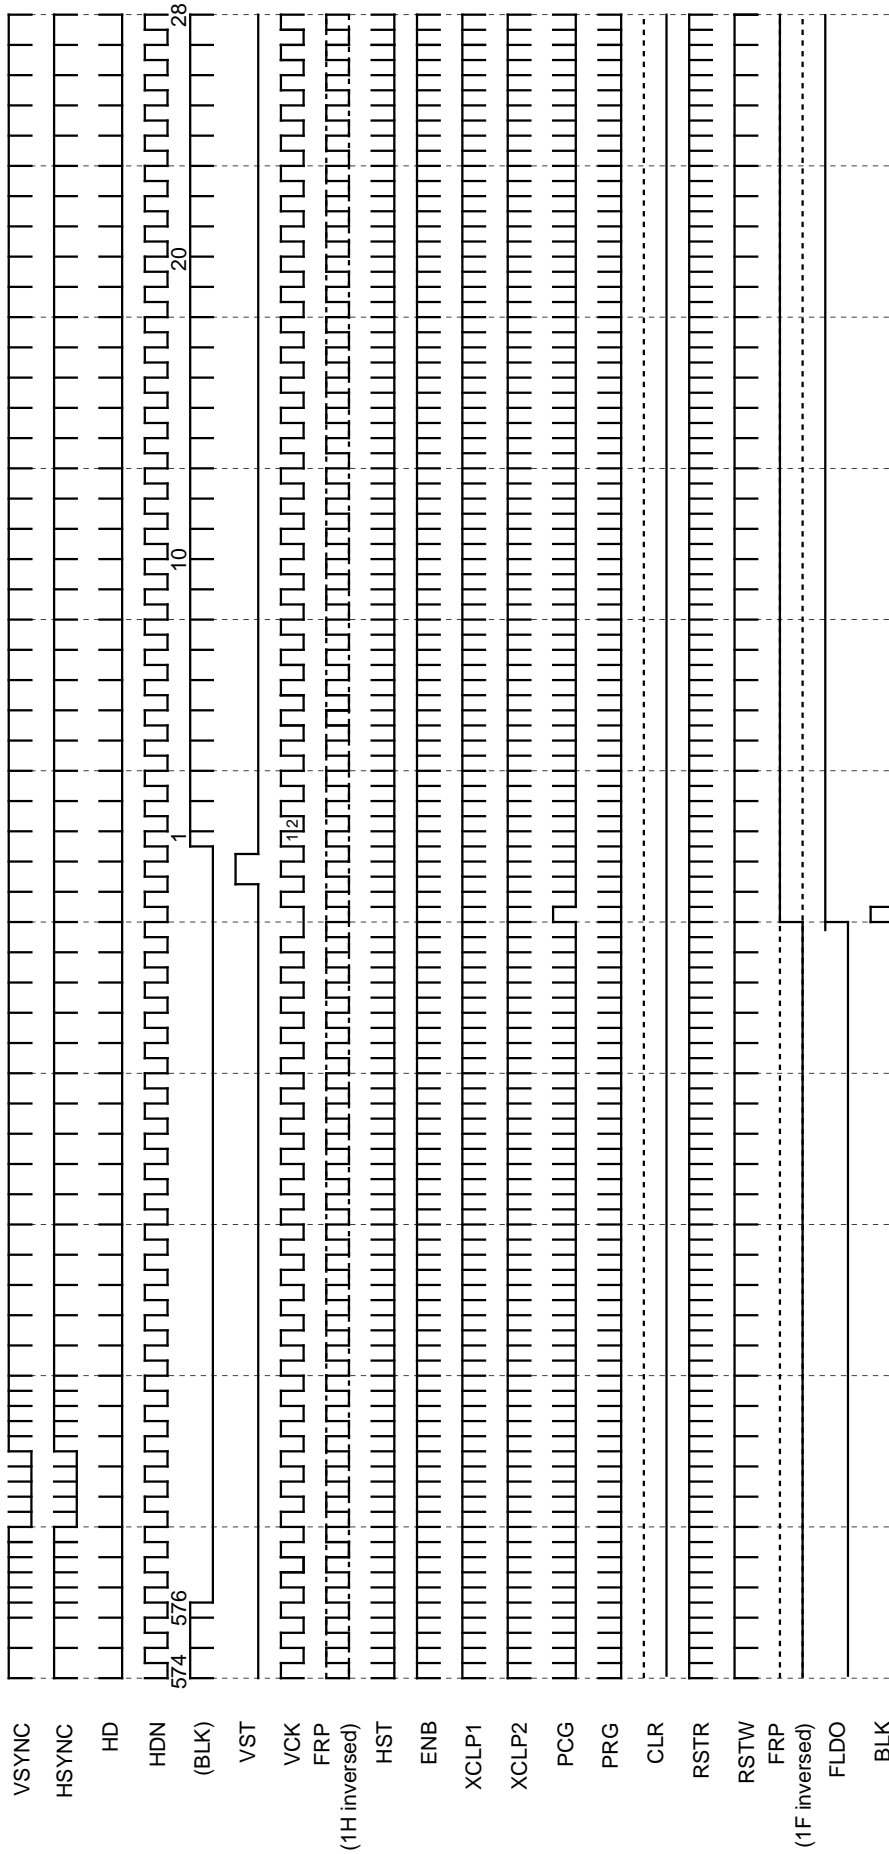 VSYNC
HSYNC
HD
HDN
574 576 1 10 20 28
(BLK)
VST
VCK
1 2
FRP
(1H inversed)
HST
ENB
XCLP1
XCLP2
PCG
PRG
CLR
RSTR
RSTW
FRP
(1F inversed)
FLDO
BLK